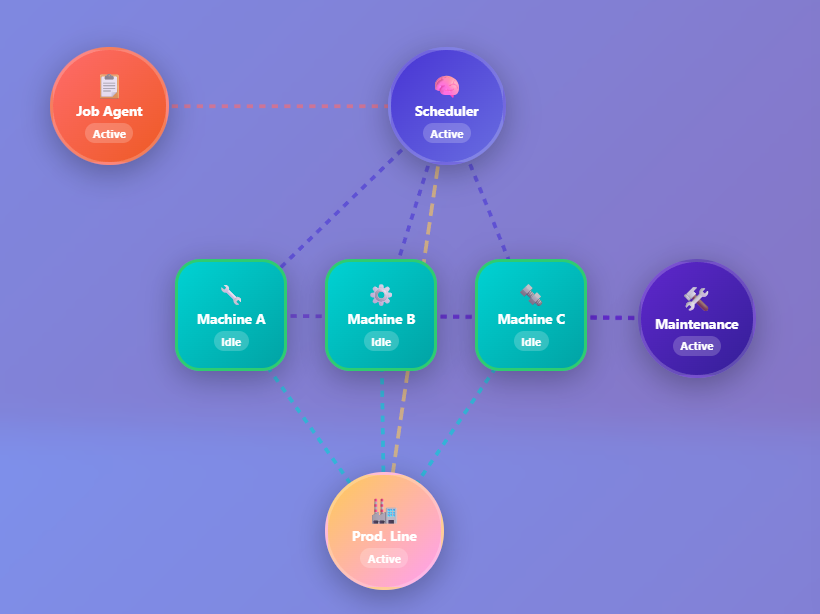 Job Agent
Active
Scheduler
Active
Machine A
Idle
Machine B
Idle
Machine C
Idle
Maintenance
Active
Prod. Line
Active